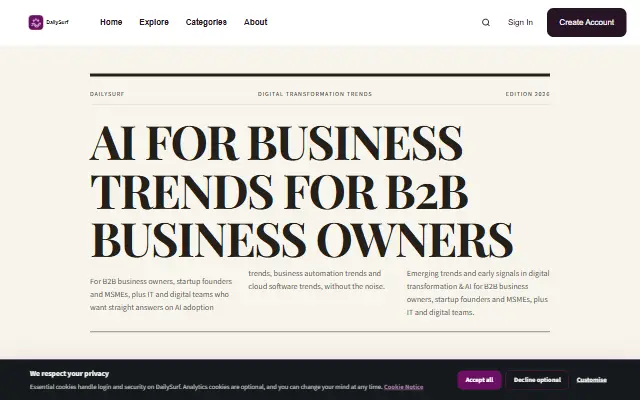 DailySurf
Home
Explore
Categories
About
Sign In
Create Account
DAILYSURF
DIGITAL TRANSFORMATION TRENDS
EDITION 2026
AI FOR BUSINESS
TRENDS FOR B2B
BUSINESS OWNERS
For B2B business owners, startup founders
and MSMEs, plus IT and digital teams who
want straight answers on AI adoption
trends, business automation trends and
cloud software trends, without the noise.
Emerging trends and early signals in digital
transformation & AI for B2B business
owners, startup founders and MSMEs, plus
IT and digital teams.
We respect your privacy
Essential cookies handle login and security on DailySurf. Analytics cookies are optional, and you can change your mind at any time. Cookie Notice
Accept all
Decline optional
Customise